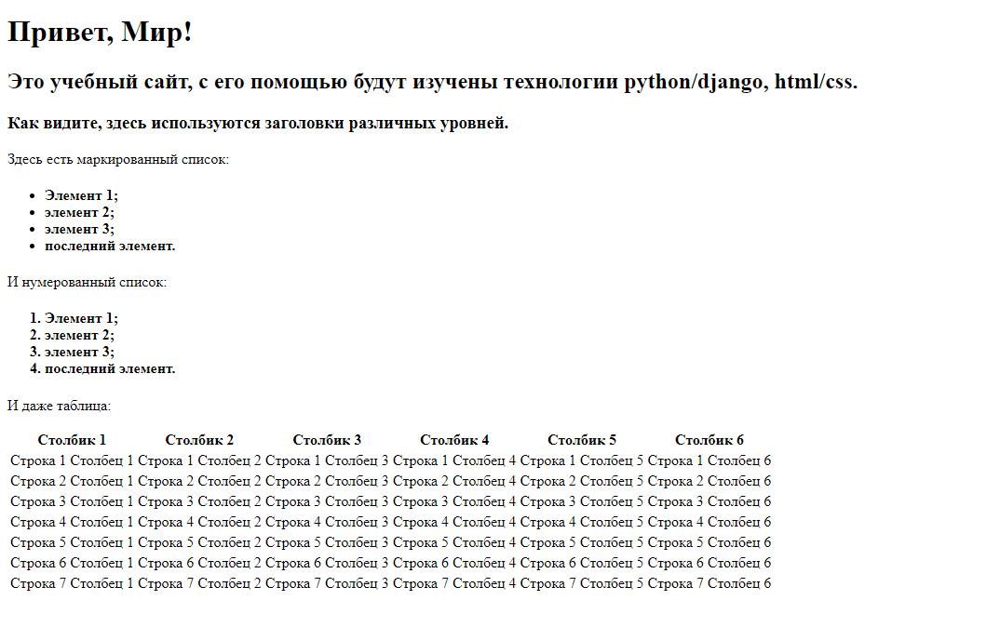 Привет, Мир!
Это учебный сайт, с его помощью будут изучены технологии python/django, html/css.
Как видите, здесь используются заголовки различных уровней.
Здесь есть маркированный список:
• Элемент 1;
• элемент 2;
• элемент 3;
• последний элемент.
И нумерованный список:
1. Элемент 1;
2. элемент 2;
3. элемент 3;
4. последний элемент.
И даже таблица:
Столбик 1 Столбик 2 Столбик 3 Столбик 4 Столбик 5 Столбик 6
Строка 1 Столбец 1 Строка 1 Столбец 2 Строка 1 Столбец 3 Строка 1 Столбец 4 Строка 1 Столбец 5 Строка 1 Столбец 6
Строка 2 Столбец 1 Строка 2 Столбец 2 Строка 2 Столбец 3 Строка 2 Столбец 4 Строка 2 Столбец 5 Строка 2 Столбец 6
Строка 3 Столбец 1 Строка 3 Столбец 2 Строка 3 Столбец 3 Строка 3 Столбец 4 Строка 3 Столбец 5 Строка 3 Столбец 6
Строка 4 Столбец 1 Строка 4 Столбец 2 Строка 4 Столбец 3 Строка 4 Столбец 4 Строка 4 Столбец 5 Строка 4 Столбец 6
Строка 5 Столбец 1 Строка 5 Столбец 2 Строка 5 Столбец 3 Строка 5 Столбец 4 Строка 5 Столбец 5 Строка 5 Столбец 6
Строка 6 Столбец 1 Строка 6 Столбец 2 Строка 6 Столбец 3 Строка 6 Столбец 4 Строка 6 Столбец 5 Строка 6 Столбец 6
Строка 7 Столбец 1 Строка 7 Столбец 2 Строка 7 Столбец 3 Строка 7 Столбец 4 Строка 7 Столбец 5 Строка 7 Столбец 6